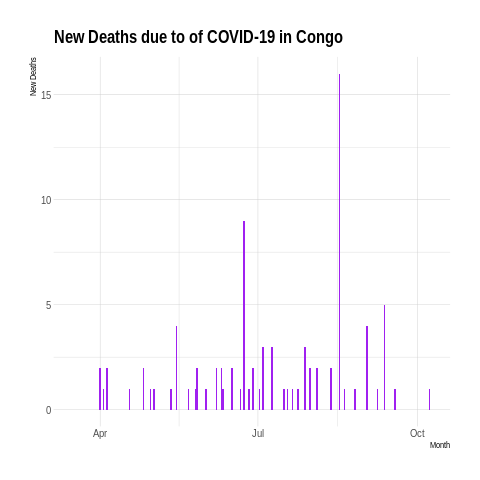 New Deaths due to of COVID-19 in Congo
New Deaths
15
10
5
0
Apr
Jul
Oct
Month